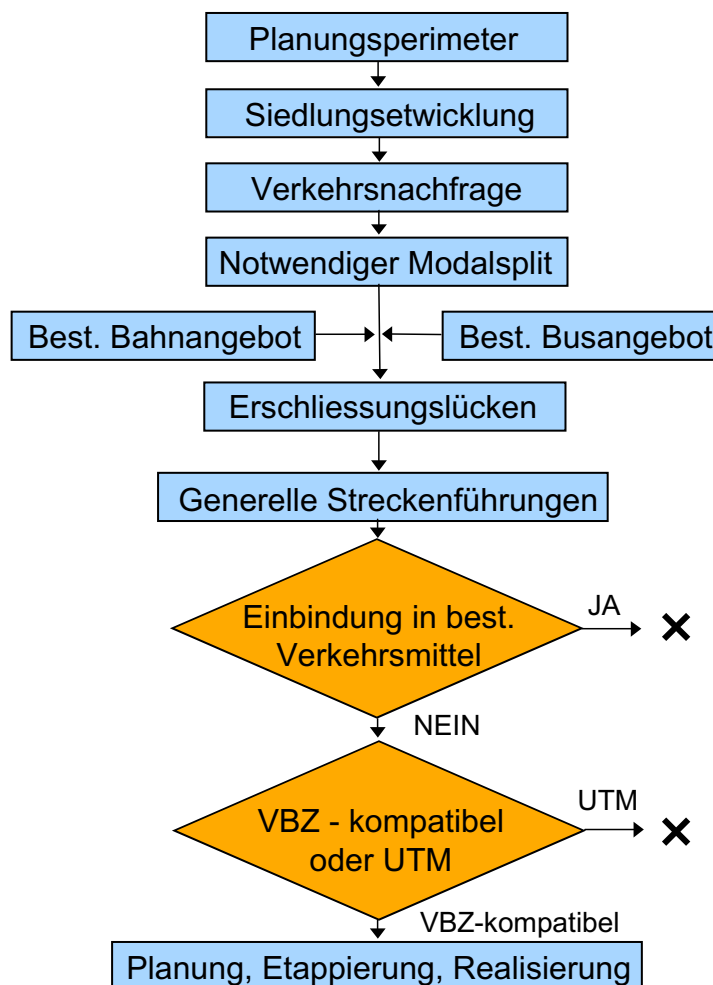 Planungsperimeter
Siedlungsetwicklung
Verkehrsnachfrage
Notwendiger Modalsplit
Best. Bahnangebot
Best. Busangebot
Erschliessungslücken
Generelle Streckenführungen
Einbindung in best.
Verkehrsmittel
JA
NEIN
VBZ - kompatibel
oder UTM
UTM
VBZ-kompatibel
Planung, Etappierung, Realisierung